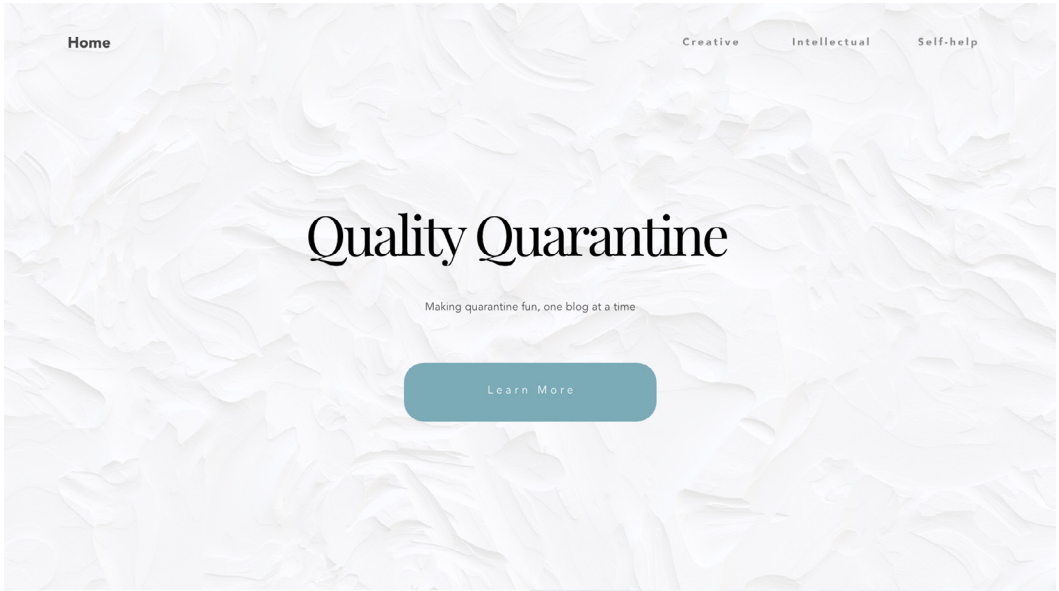 Home
Creative Intellectual Self-help
Quality Quarantine
Making quarantine fun, one blog at a time
Learn More